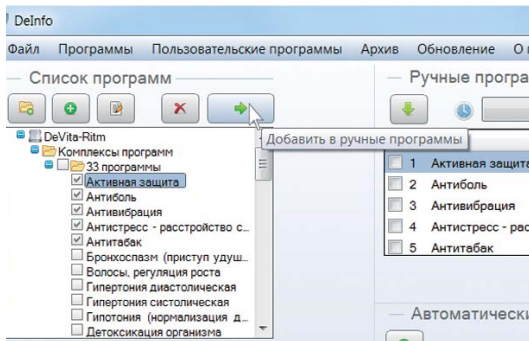 DeInfo
Файл Программы Пользовательские программы Архив Обновление О
Список программ
Ручные програ
Добавить в ручные программы
DeVita-Ritm
Комплексы программ
33 программы
Активная защита
Антиболь
Антивибрация
Антистресс - расстройство с...
Антитабак
Бронхоспазм (приступ удуш...
Волосы, регуляция роста
Гипертония диастолическая
Гипертония систолическая
Гипотония (нормализация д...
Детоксикация организма
1 Активная защита
2 Антиболь
3 Антивибрация
4 Антистресс - рас
5 Антитабак
Автоматически